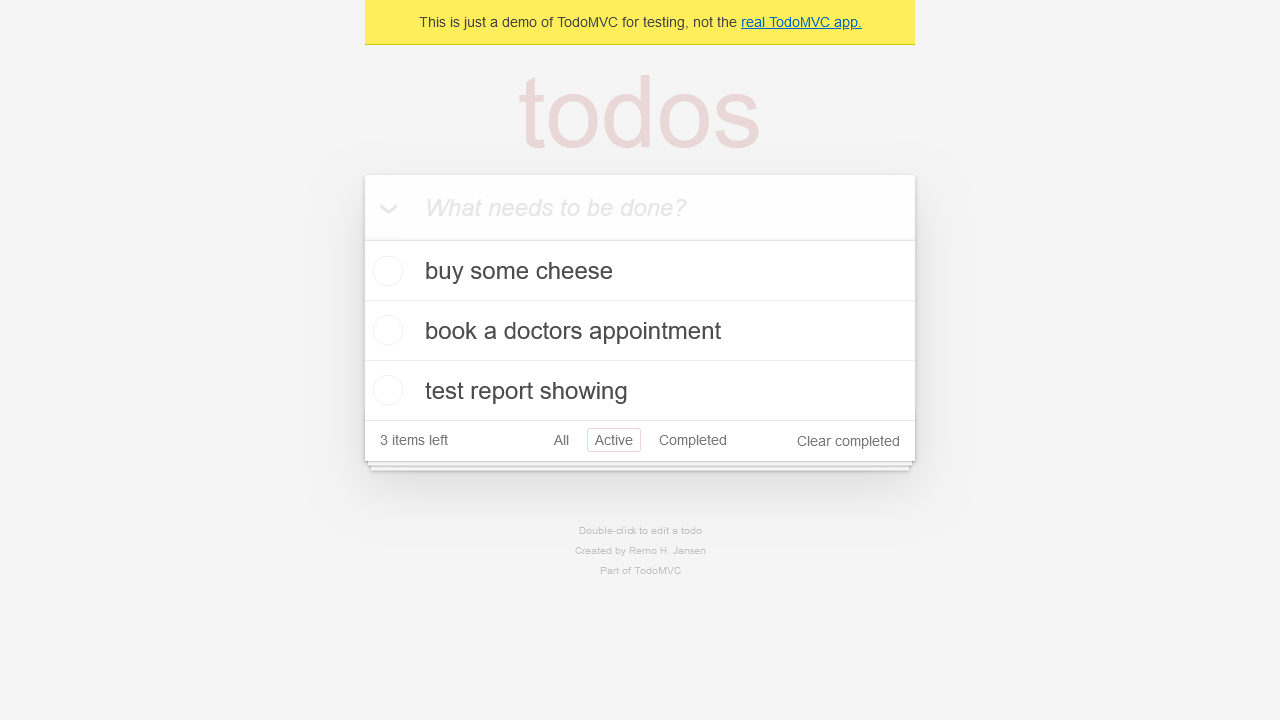 This is just a demo of TodoMVC for testing, not the real TodoMVC app.
todos
What needs to be done?
buy some cheese
book a doctors appointment
test report showing
3 items left All Active Completed Clear completed
Double-click to edit a todo
Created by Remo H. Jansen
Part of TodoMVC